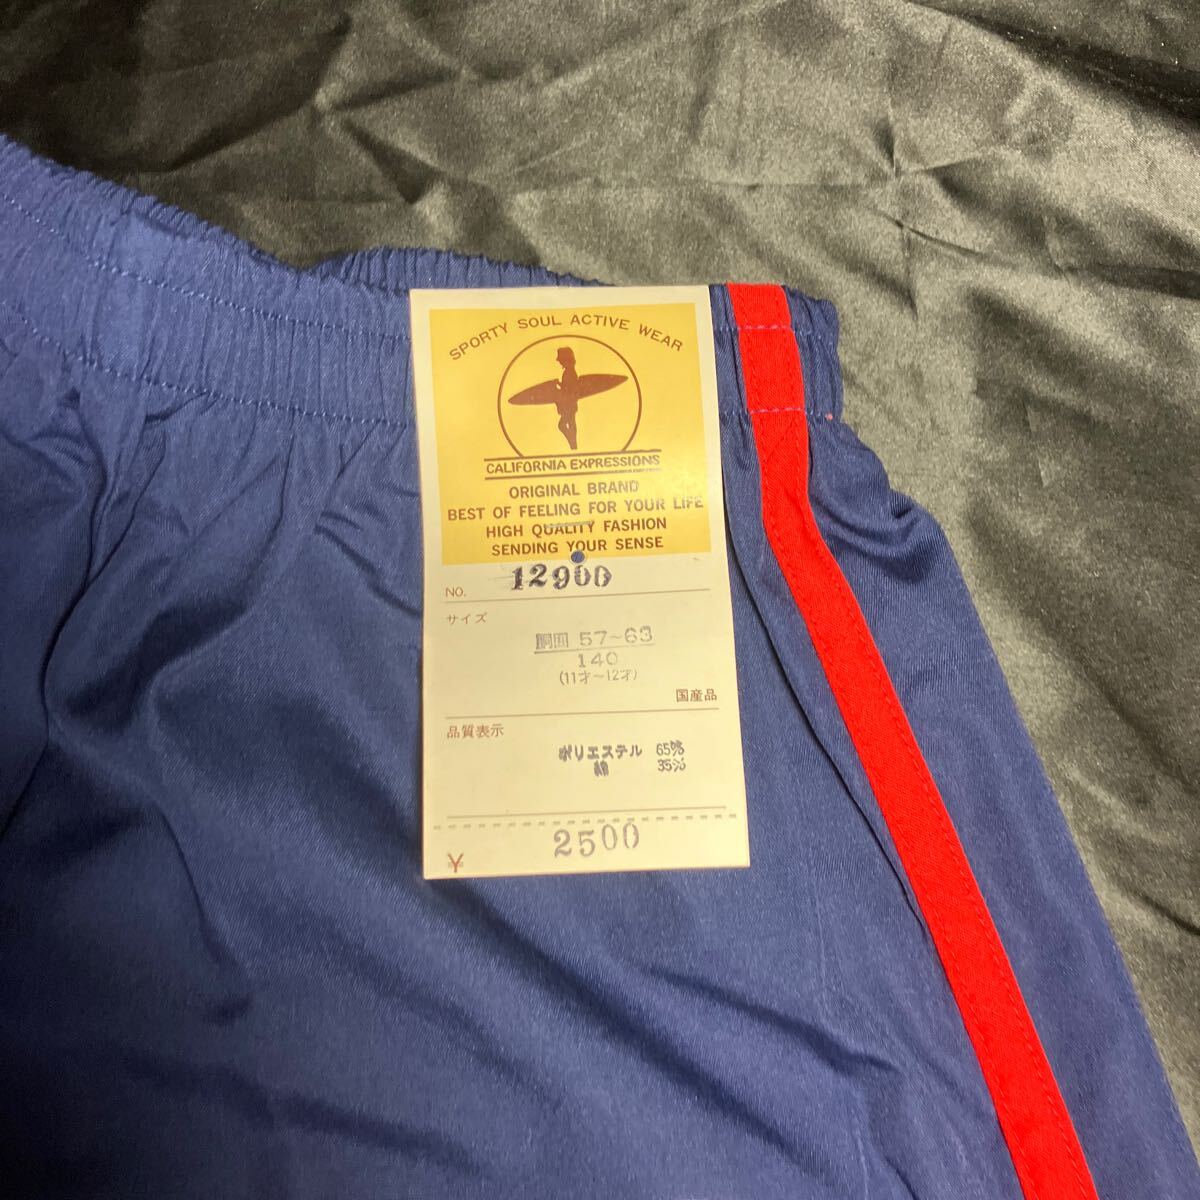 SPORTY SOUL ACTIVE WEAR
CALIFORNIA EXPRESSIONS
ORIGINAL BRAND
BEST OF FEELING FOR YOUR LIFE
HIGH QUALITY FASHION
SENDING YOUR SENSE
NO. 12900
サイズ
胴囲 57~63
140
(11才~12才)
国産品
品質表示
ポリエステル 65%
綿 35%
¥ 2500